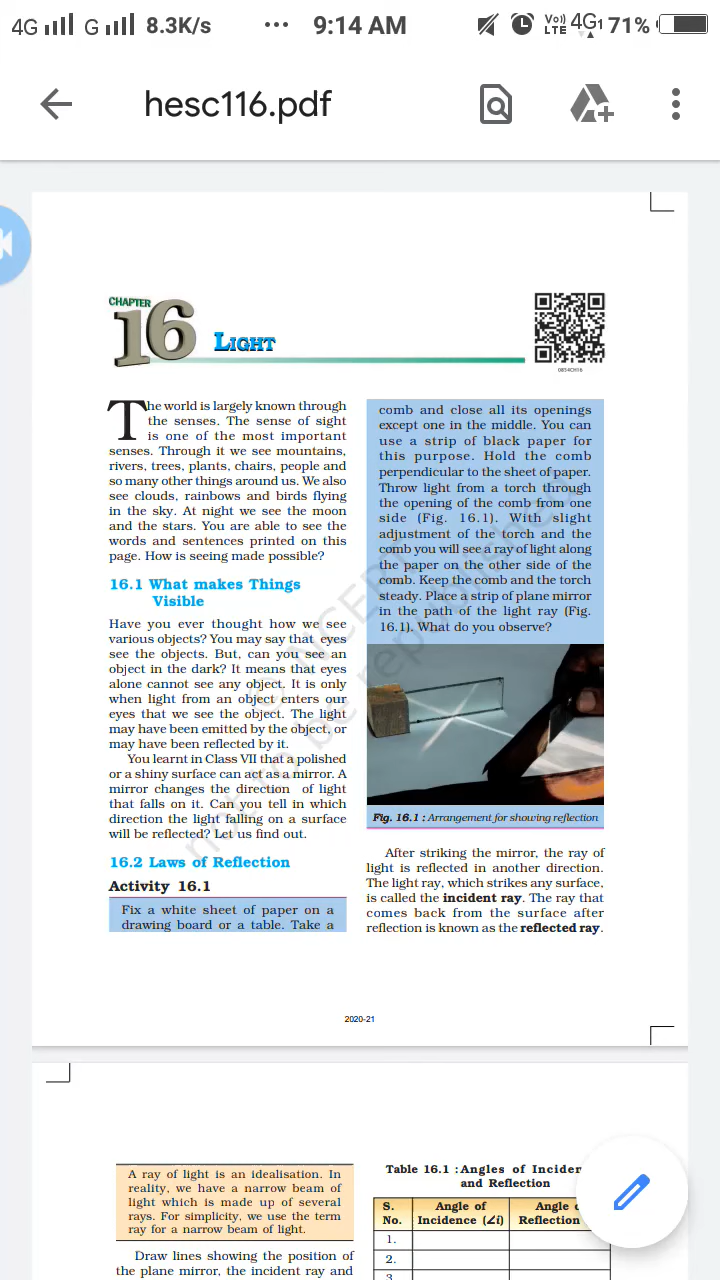 4G G 8.3K/s ... 9:14 AM Vo) LTE 4G1 71%
hesc116.pdf
CHAPTER
16
LIGHT
0854CH16
The world is largely known through
the senses. The sense of sight
is one of the most important
senses. Through it we see mountains,
rivers, trees, plants, chairs, people and
so many other things around us. We also
see clouds, rainbows and birds flying
in the sky. At night we see the moon
and the stars. You are able to see the
words and sentences printed on this
page. How is seeing made possible?
16.1 What makes Things
Visible
Have you ever thought how we see
various objects? You may say that eyes
see the objects. But, can you see an
object in the dark? It means that eyes
alone cannot see any object. It is only
when light from an object enters our
eyes that we see the object. The light
may have been emitted by the object, or
may have been reflected by it.
You learnt in Class VII that a polished
or a shiny surface can act as a mirror. A
mirror changes the direction of light
that falls on it. Can you tell in which
direction the light falling on a surface
will be reflected? Let us find out.
16.2 Laws of Reflection
Activity 16.1
Fix a white sheet of paper on a
drawing board or a table. Take a
comb and close all its openings
except one in the middle. You can
use a strip of black paper for
this purpose. Hold the comb
perpendicular to the sheet of paper.
Throw light from a torch through
the opening of the comb from one
side (Fig. 16.1). With slight
adjustment of the torch and the
comb you will see a ray of light along
the paper on the other side of the
comb. Keep the comb and the torch
steady. Place a strip of plane mirror
in the path of the light ray (Fig.
16.1). What do you observe?
Fig. 16.1 : Arrangement for showing reflection
After striking the mirror, the ray of
light is reflected in another direction.
The light ray, which strikes any surface,
is called the incident ray. The ray that
comes back from the surface after
reflection is known as the reflected ray.
© NCERT
not to be republished
2020-21
A ray of light is an idealisation. In
reality, we have a narrow beam of
light which is made up of several
rays. For simplicity, we use the term
ray for a narrow beam of light.
Draw lines showing the position of
the plane mirror, the incident ray and
Table 16.1 : Angles of
and Reflection
S. Angle of Angle
No. Incidence (∠i) Reflection
1.
2.
3.